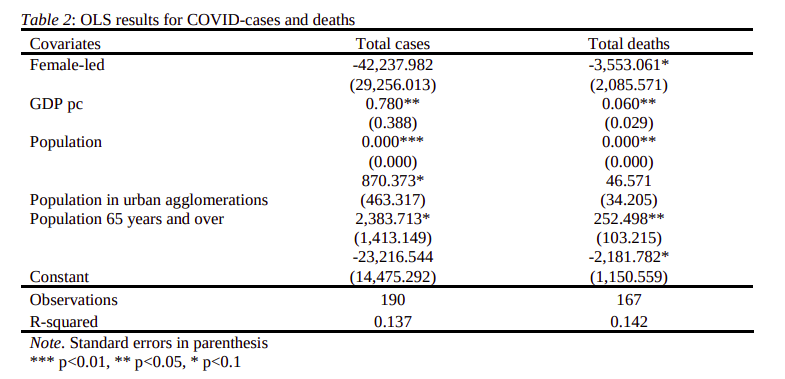 Table 2: OLS results for COVID-cases and deaths
Covariates Total cases Total deaths
Female-led -42,237.982 -3,553.061*
(29,256.013) (2,085.571)
GDP pc 0.780** 0.060**
(0.388) (0.029)
Population 0.000*** 0.000**
(0.000) (0.000)
870.373* 46.571
Population in urban agglomerations (463.317) (34.205)
Population 65 years and over 2,383.713* 252.498**
(1,413.149) (103.215)
-23,216.544 -2,181.782*
Constant (14,475.292) (1,150.559)
Observations 190 167
R-squared 0.137 0.142
Note. Standard errors in parenthesis
*** p<0.01, ** p<0.05, * p<0.1